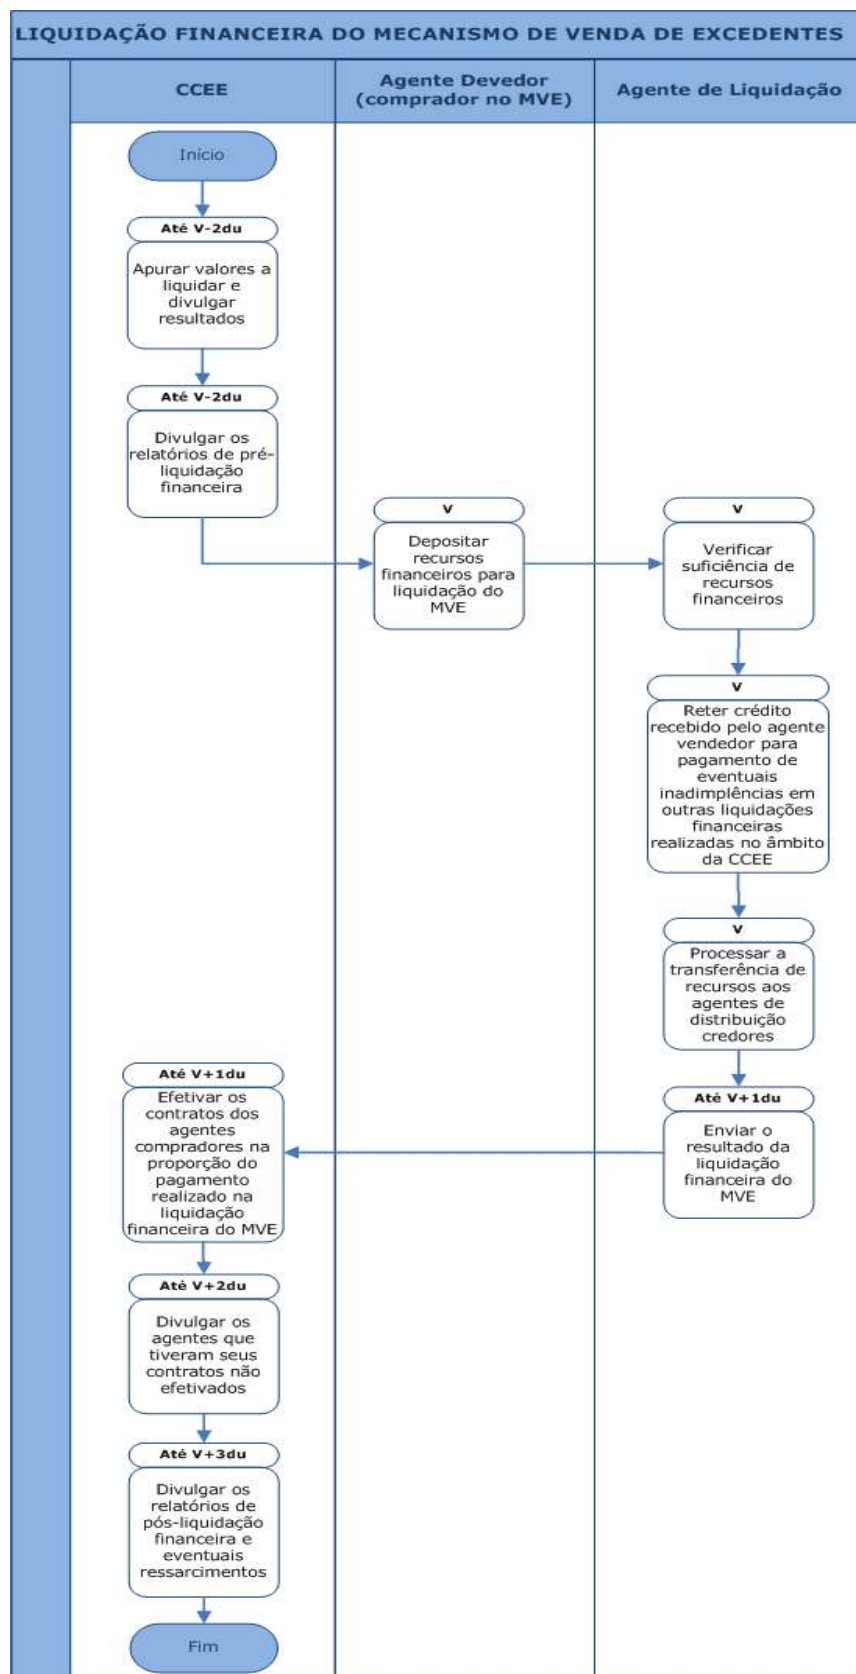 LIQUIDAÇÃO FINANCEIRA DO MECANISMO DE VENDA DE EXCEDENTES
CCEE
Agente Devedor
(comprador no MVE)
Agente de Liquidação
Início
Até V-2du
Apurar valores a
liquidar e
divulgar
resultados
Até V-2du
Divulgar os
relatórios de pré-
liquidação
financeira
V
Depositar
recursos
financeiros para
liquidação do
MVE
V
Verificar
suficiência de
recursos
financeiros
V
Reter crédito
recebido pelo agente
vendedor para
pagamento de
eventuais
inadimplências em
outras liquidações
financeiras
realizadas no âmbito
da CCEE
V
Processar a
transferência de
recursos aos
agentes de
distribuição
credores
Até V+1du
Enviar o
resultado da
liquidação
financeira do
MVE
Até V+1du
Efetivar os
contratos dos
agentes
compradores na
proporção do
pagamento
realizado na
liquidação
financeira do MVE
Até V+2du
Divulgar os
agentes que
tiveram seus
contratos não
efetivados
Até V+3du
Divulgar os
relatórios de
pós-liquidação
financeira e
eventuais
ressarcimentos
Fim